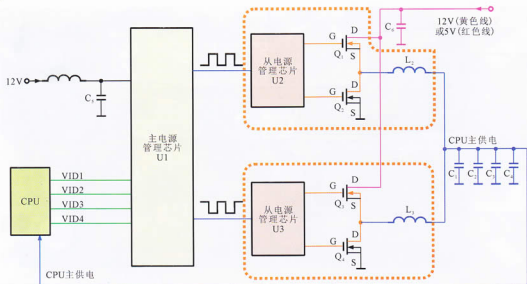 12V(黄色线)
或5V(红色线)
12V
C₅
主电源
管理芯片
U1
从电源
管理芯片
U2
G
D
Q₁
S
G
D
Q₂
S
C₆
L₂
CPU主供电
C₁
C₂
C₃
C₄
CPU
VID1
VID2
VID3
VID4
从电源
管理芯片
U3
G
D
Q₃
S
G
D
Q₄
S
L₃
CPU主供电